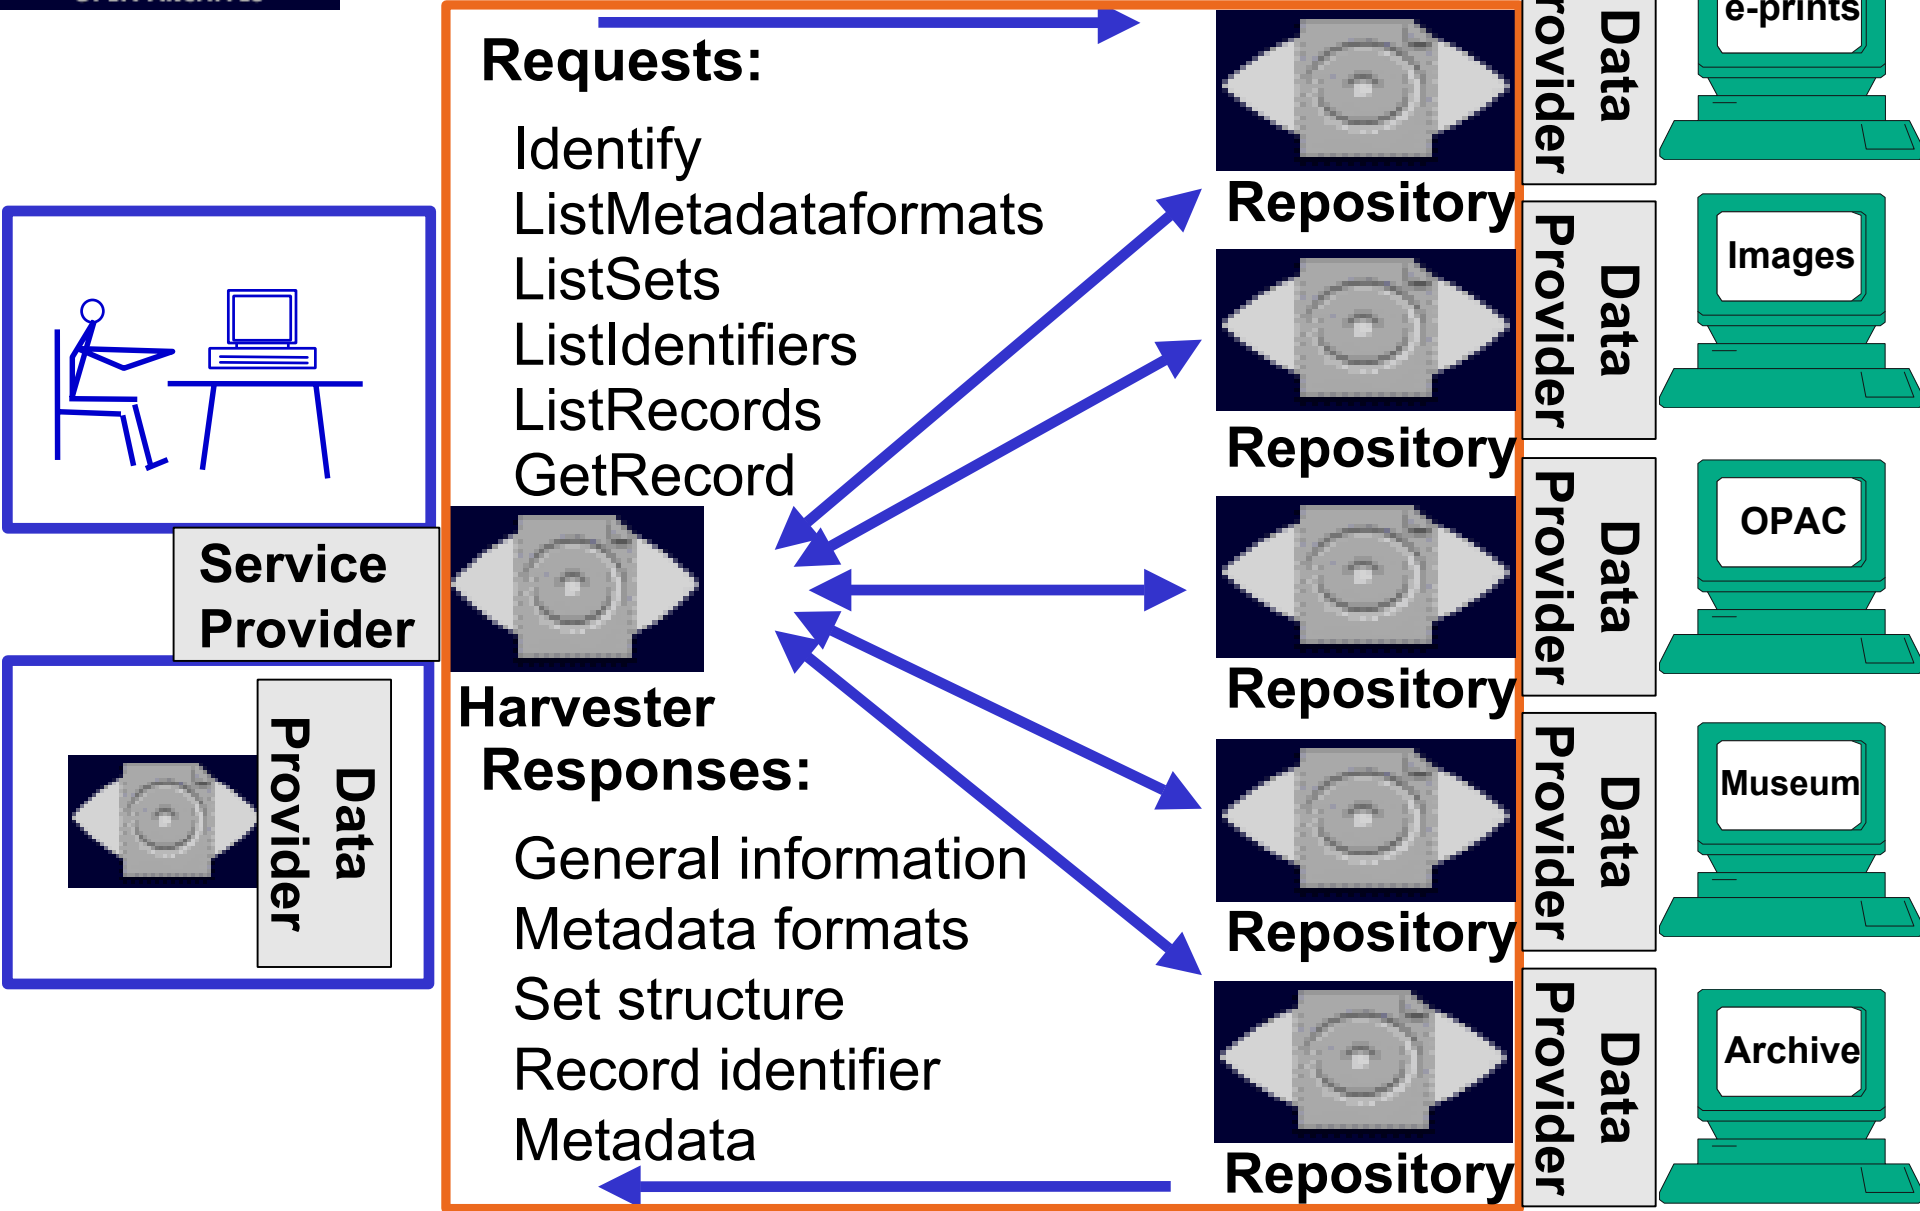 Requests:
Identify
ListMetadataformats
ListSets
ListIdentifiers
ListRecords
GetRecord
Service
Provider
Harvester
Responses:
General information
Metadata formats
Set structure
Record identifier
Metadata
Data
Provider
Repository
Repository
Repository
Repository
Repository
Data
Data
Provider
Data
Provider
Data
Provider
Data
Provider
e-prints
Images
OPAC
Museum
Archive